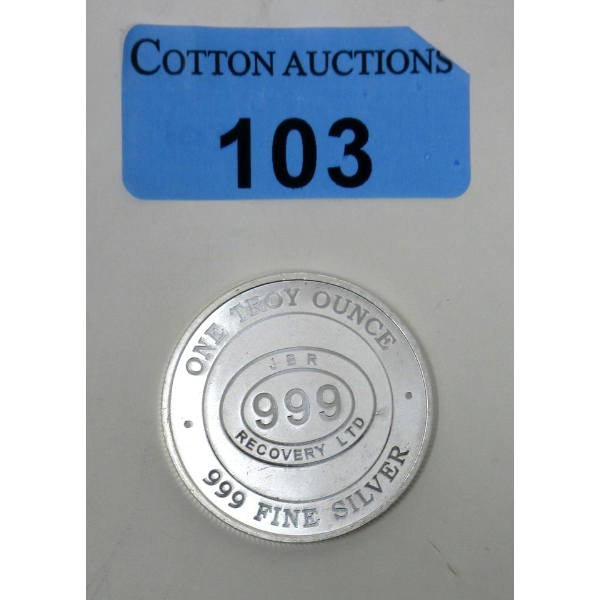 COTTON AUCTIONS
103
ONE TROY OUNCE
JBR
999
RECOVERY LTD
999 FINE SILVER